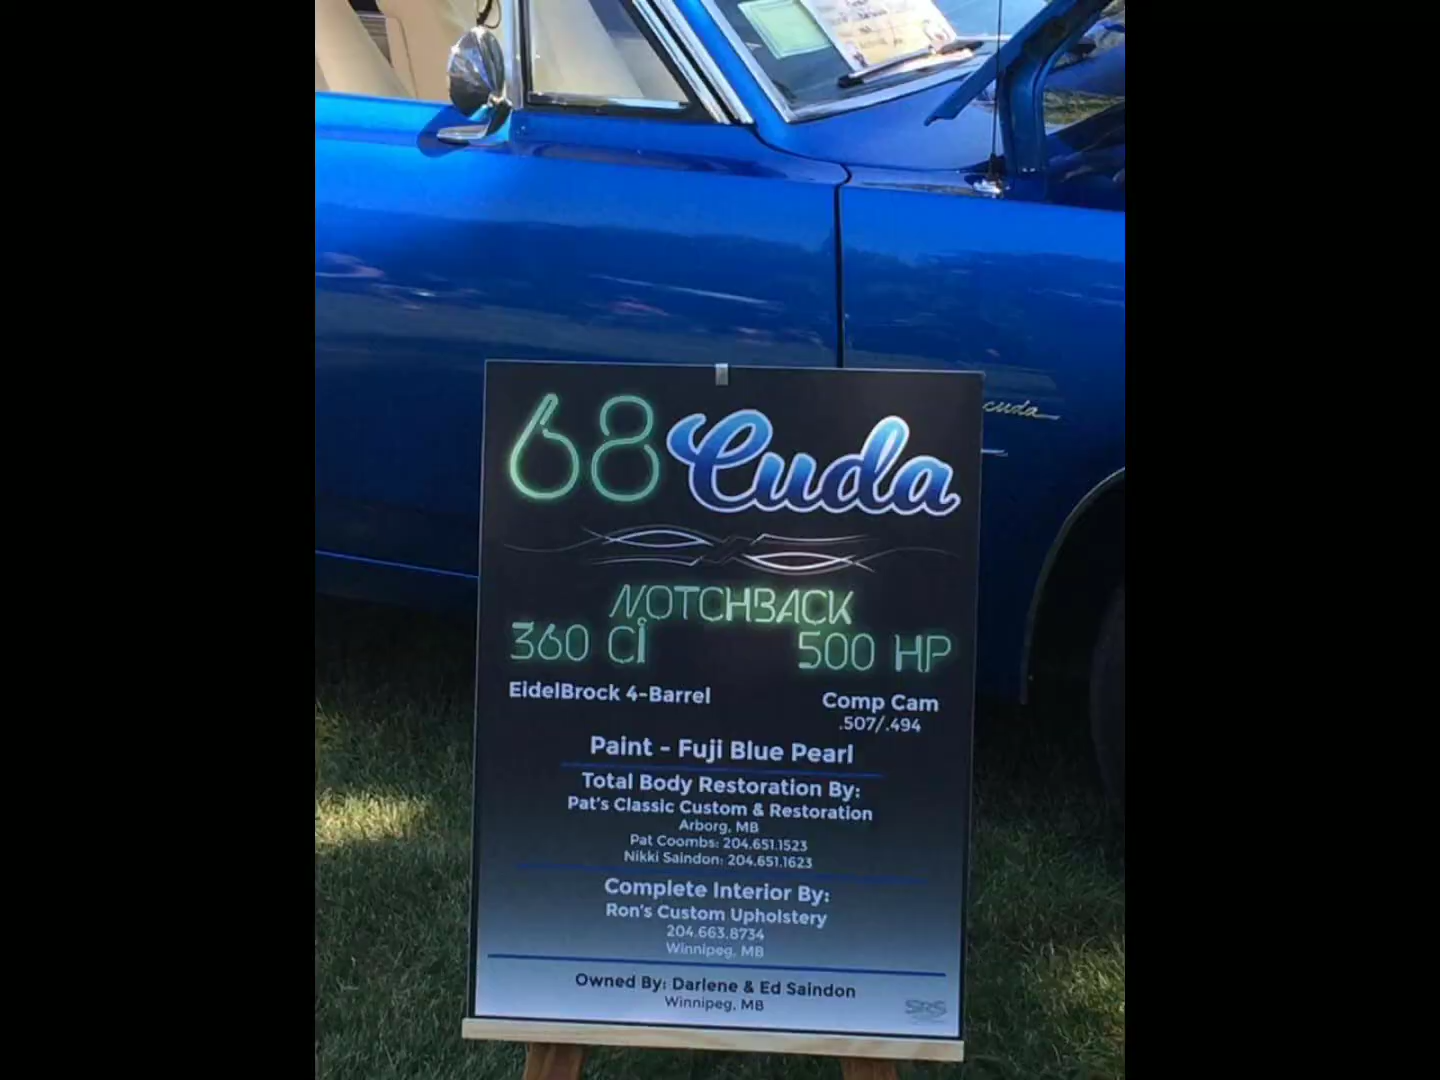 cuda
68 Cuda
NOTCHBACK
360 Ci 500 HP
EidelBrock 4-Barrel Comp Cam
.507/.494
Paint - Fuji Blue Pearl
Total Body Restoration By:
Pat's Classic Custom & Restoration
Arborg, MB
Pat Coombs: 204.651.1523
Nikki Saindon: 204.651.1623
Complete Interior By:
Ron's Custom Upholstery
204.663.8734
Winnipeg, MB
Owned By: Darlene & Ed Saindon
Winnipeg, MB
SRS